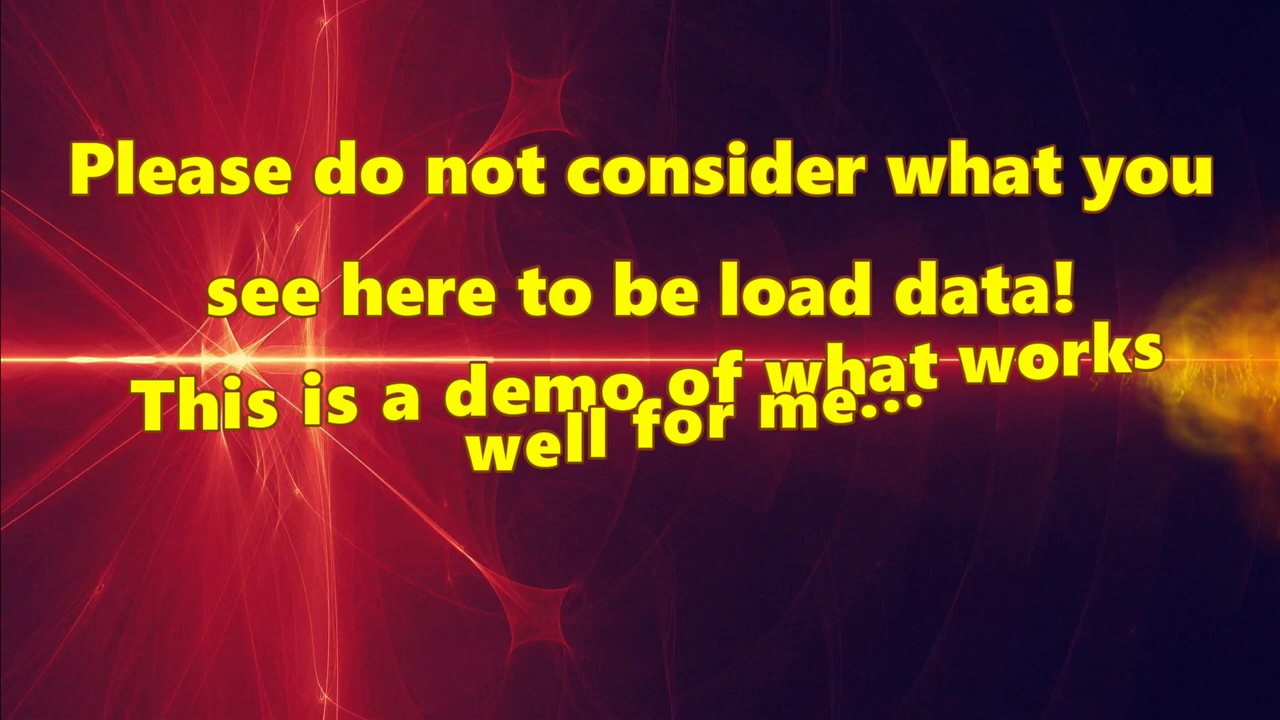 Please do not consider what you
see here to be load data!
This is a demo of what works
well for me...